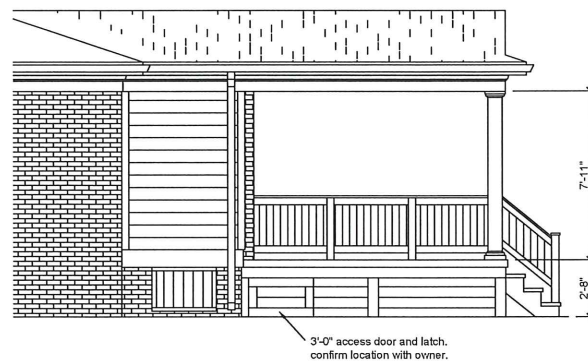 7'-11"
2'-8"
3'-0" access door and latch.
confirm location with owner.